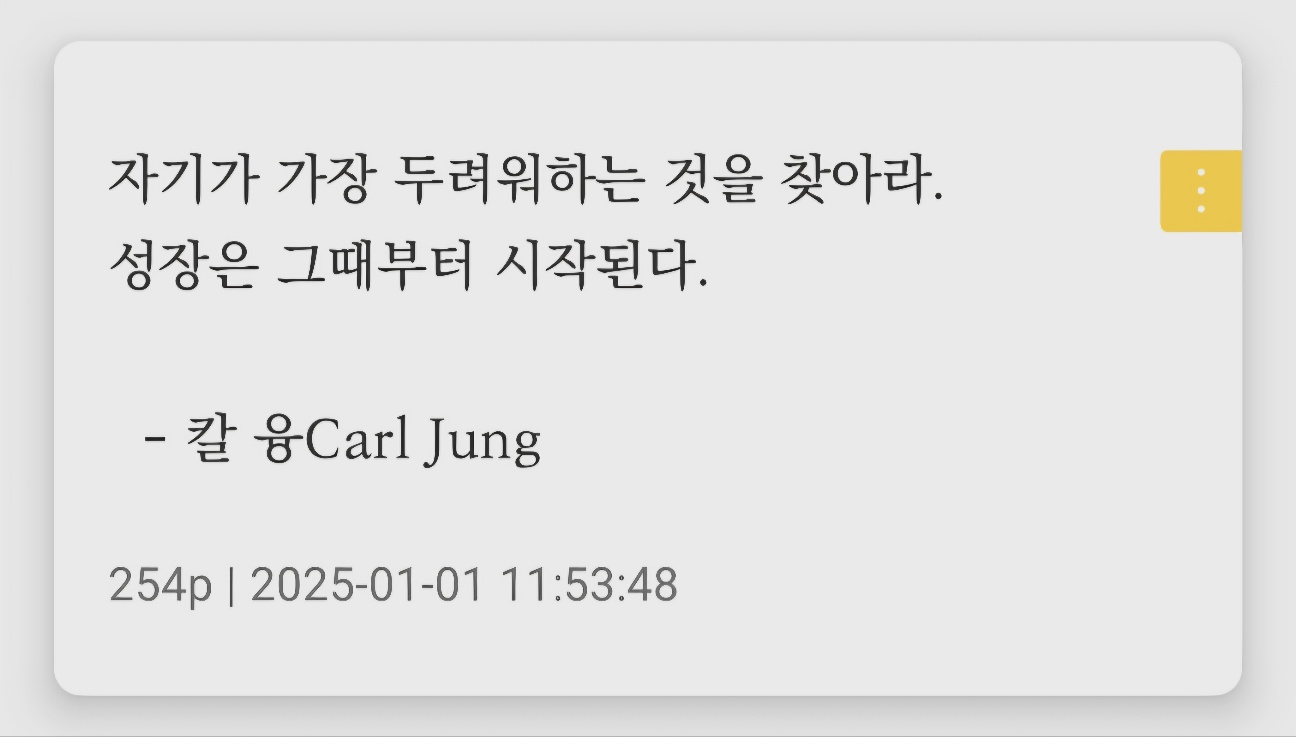 자기가 가장 두려워하는 것을 찾아라.
성장은 그때부터 시작된다.
- 칼 융Carl Jung
254p | 2025-01-01 11:53:48